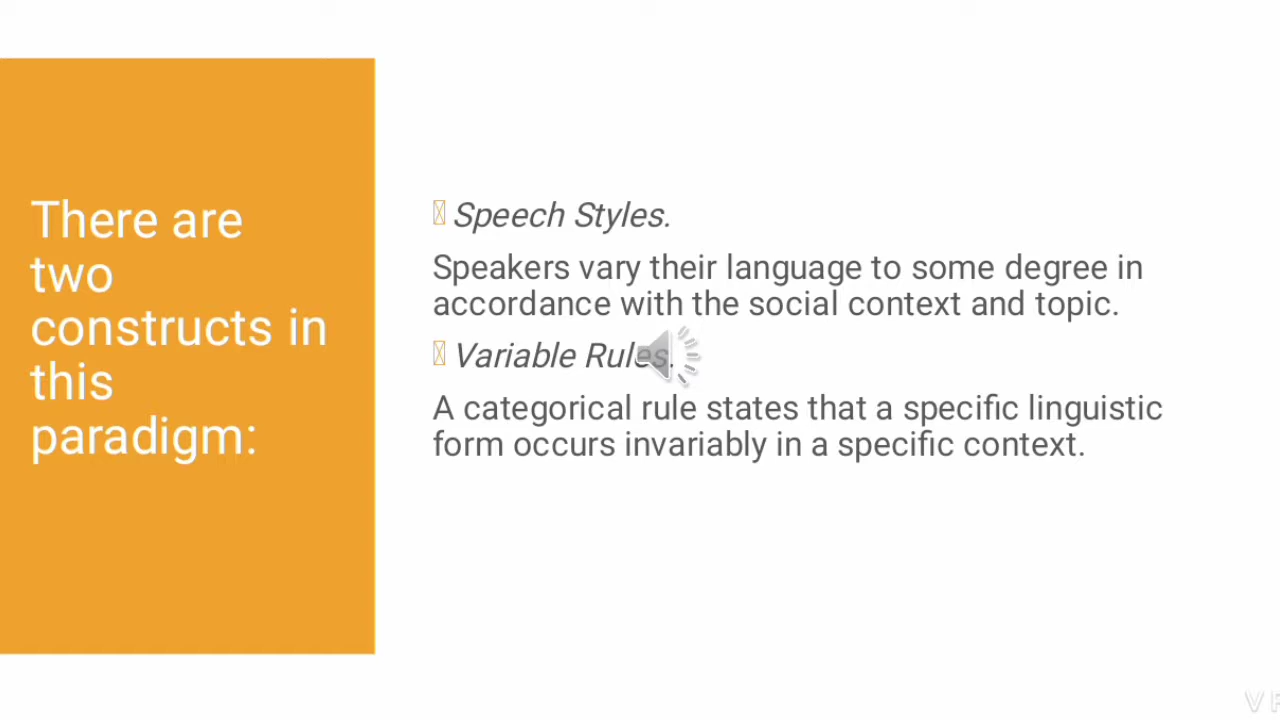 There are
two
constructs in
this
paradigm:
Speech Styles.
Speakers vary their language to some degree in
accordance with the social context and topic.
Variable Rules.
A categorical rule states that a specific linguistic
form occurs invariably in a specific context.